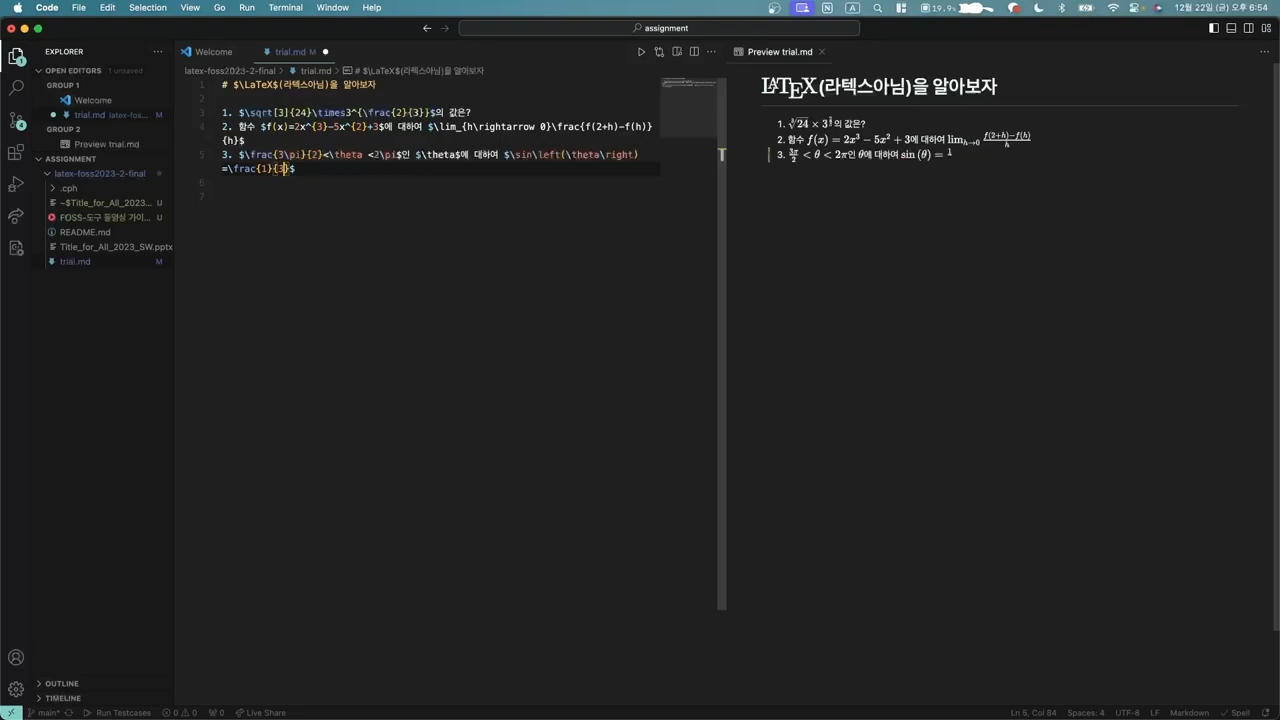 Code File Edit Selection View Go Run Terminal Window Help
19.9%
12월 22일 (금) 오후 6:54
assignment
EXPLORER
OPEN EDITORS 1 unsaved
GROUP 1
Welcome
trial.md latex-foss... M
GROUP 2
Preview trial.md
ASSIGNMENT
latex-foss2023-2-final
.cph
~$Title_for_All_2023... U
FOSS-도구 동영상 가이... U
README.md
Title_for_All_2023_SW.pptx
trial.md M
OUTLINE
TIMELINE
Welcome
trial.md M
latex-foss2023-2-final > trial.md > # $\LaTeX$(라텍스아님)을 알아보자
1 # $\LaTeX$(라텍스아님)을 알아보자
2
3 1. $\sqrt[3]{24}\times3^{\frac{2}{3}}$의 값은?
4 2. 함수 $f(x)=2x^{3}-5x^{2}+3$에 대하여 $\lim_{h\rightarrow 0}\frac{f(2+h)-f(h)}
{h}$
5 3. $\frac{3\pi}{2}<\theta <2\pi$인 $\theta$에 대하여 $\sin\left(\theta\right)
=\frac{1}{3}$
6
7
Preview trial.md
LATEX(라텍스아님)을 알아보자
1. ∛24 × 3^(2/3)의 값은?
2. 함수 f(x) = 2x³ − 5x² + 3에 대하여 lim h→0 f(2+h)−f(h) / h
3. 3π/2 < θ < 2π인 θ에 대하여 sin (θ) = 1
main* Run Testcases 0 0 0 Live Share
Ln 5, Col 84 Spaces: 4 UTF-8 LF Markdown Spell